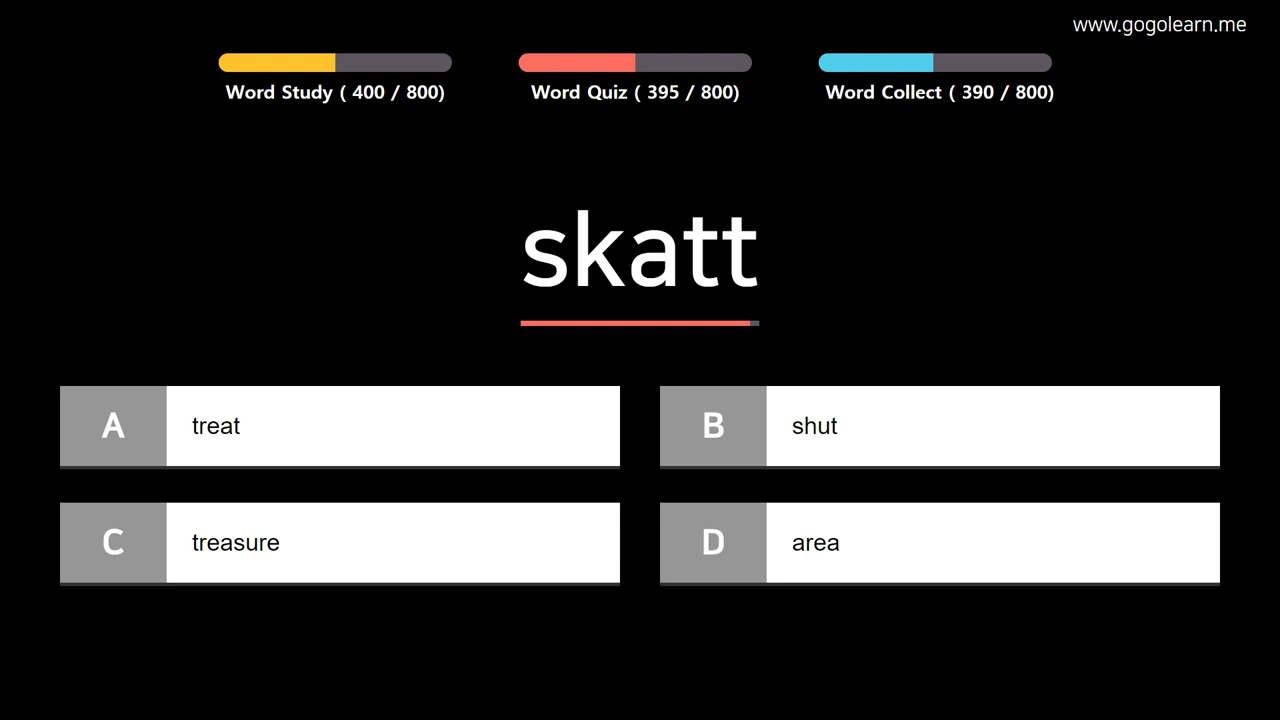 www.gogolearn.me
Word Study ( 400 / 800)
Word Quiz ( 395 / 800)
Word Collect ( 390 / 800)
skatt
A treat
B shut
C treasure
D area